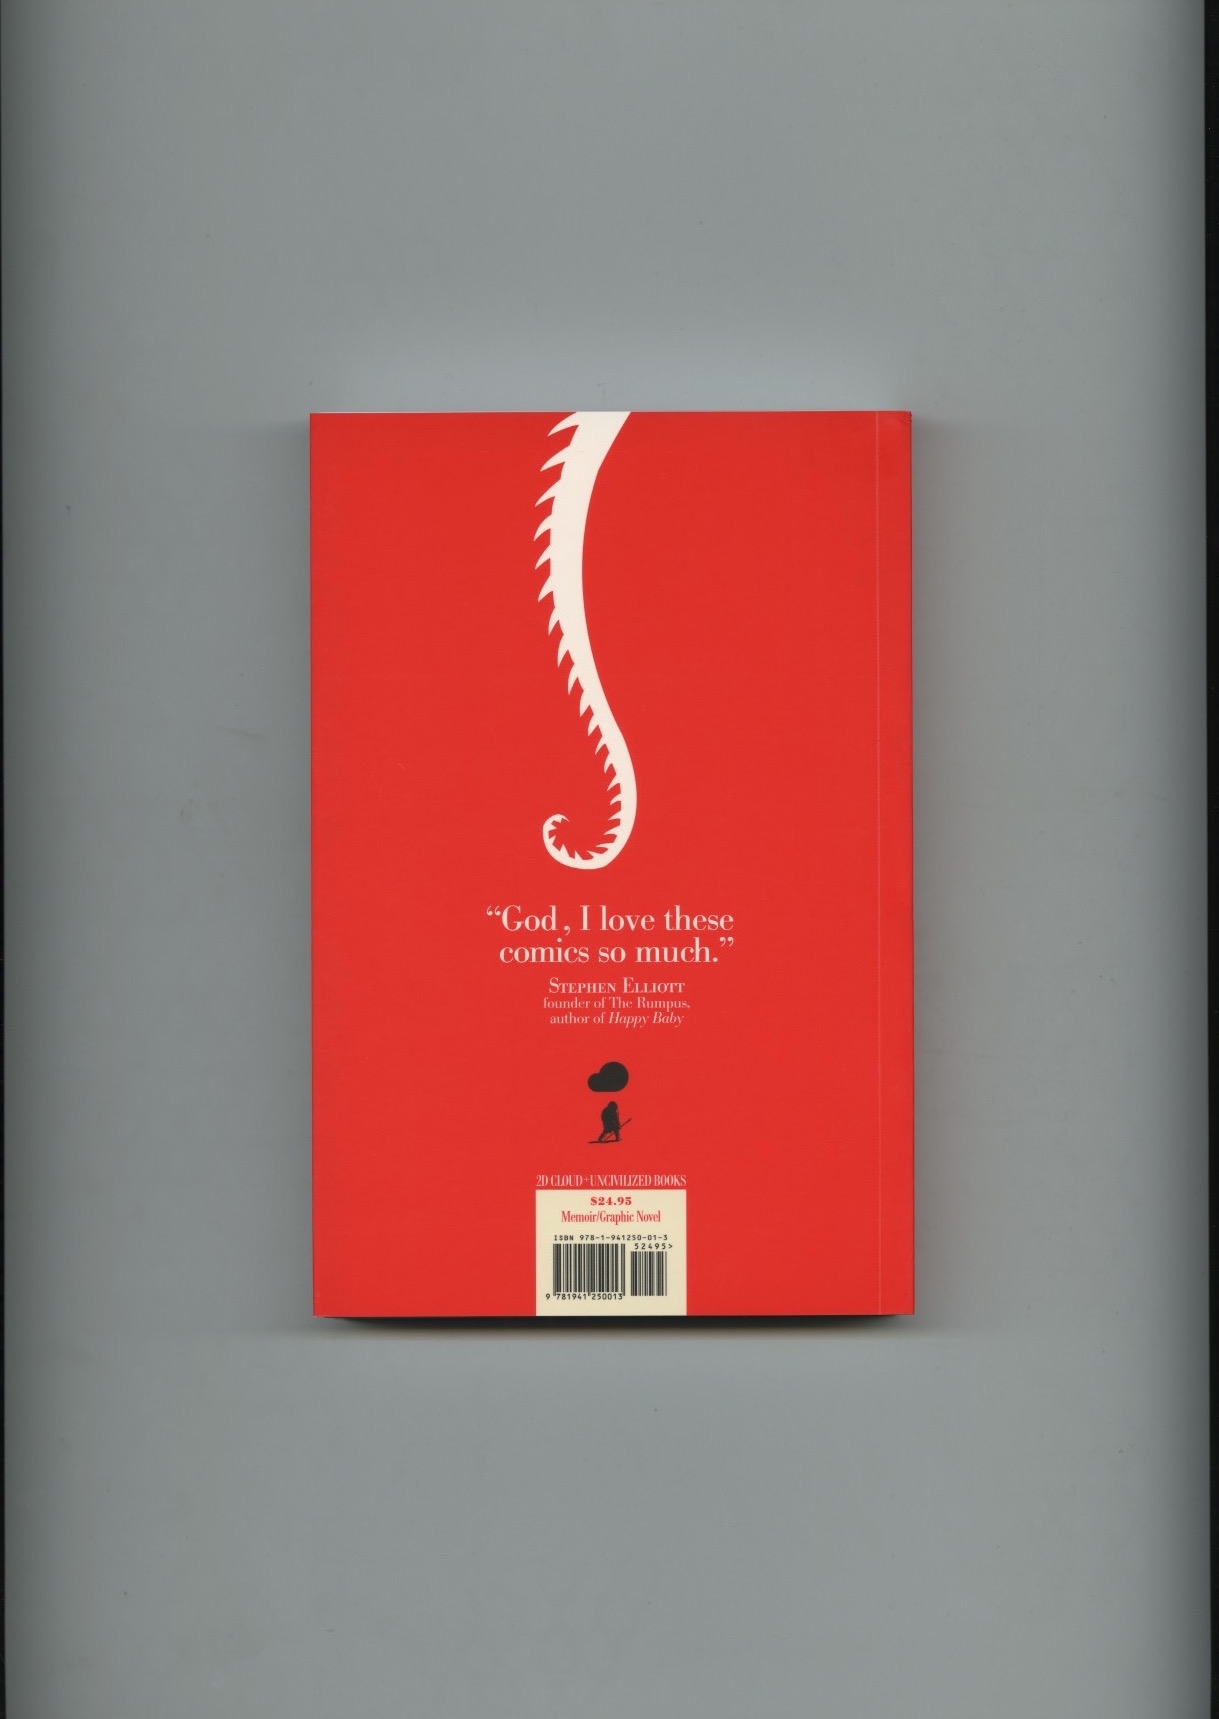 “God, I love these
comics so much.”
STEPHEN ELLIOTT
founder of The Rumpus,
author of Happy Baby
2D CLOUD + UNCIVILIZED BOOKS
$24.95
Memoir/Graphic Novel
ISBN 978-1-941250-01-3
52495>
9 781941 250013